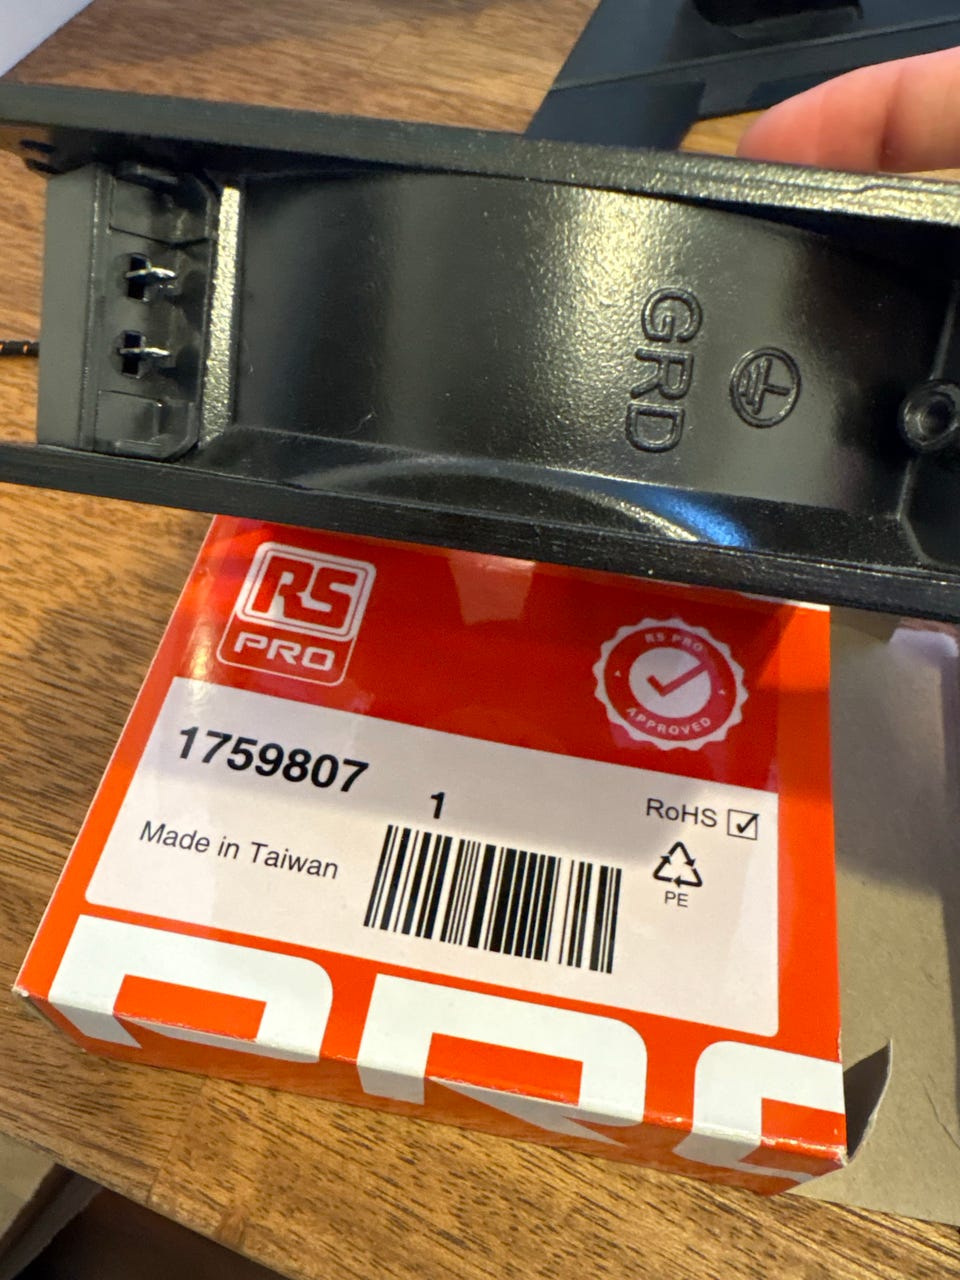 GRD
RS
PRO
RS PRO
APPROVED
1759807
1
RoHS
Made in Taiwan
PE